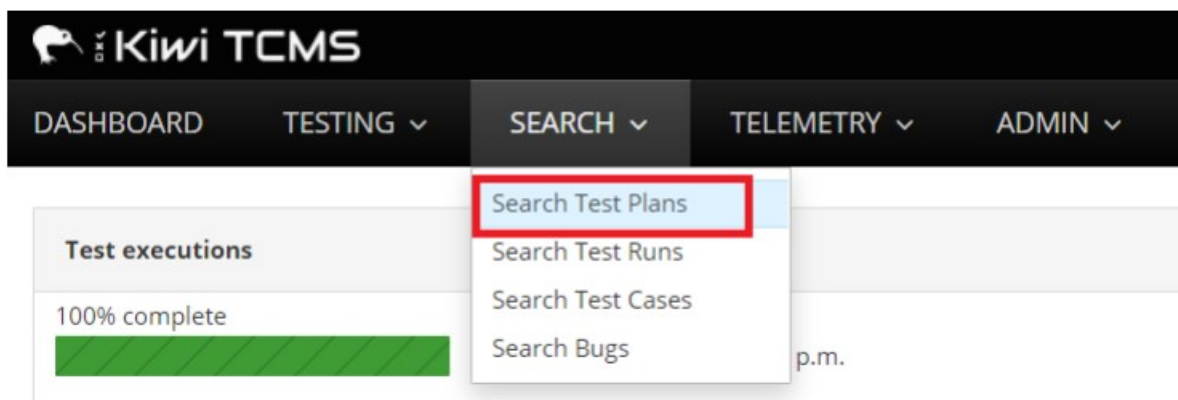 Kiwi TCMS
DASHBOARD TESTING SEARCH TELEMETRY ADMIN
Search Test Plans
Test executions
Search Test Runs
Search Test Cases
100% complete
Search Bugs
p.m.